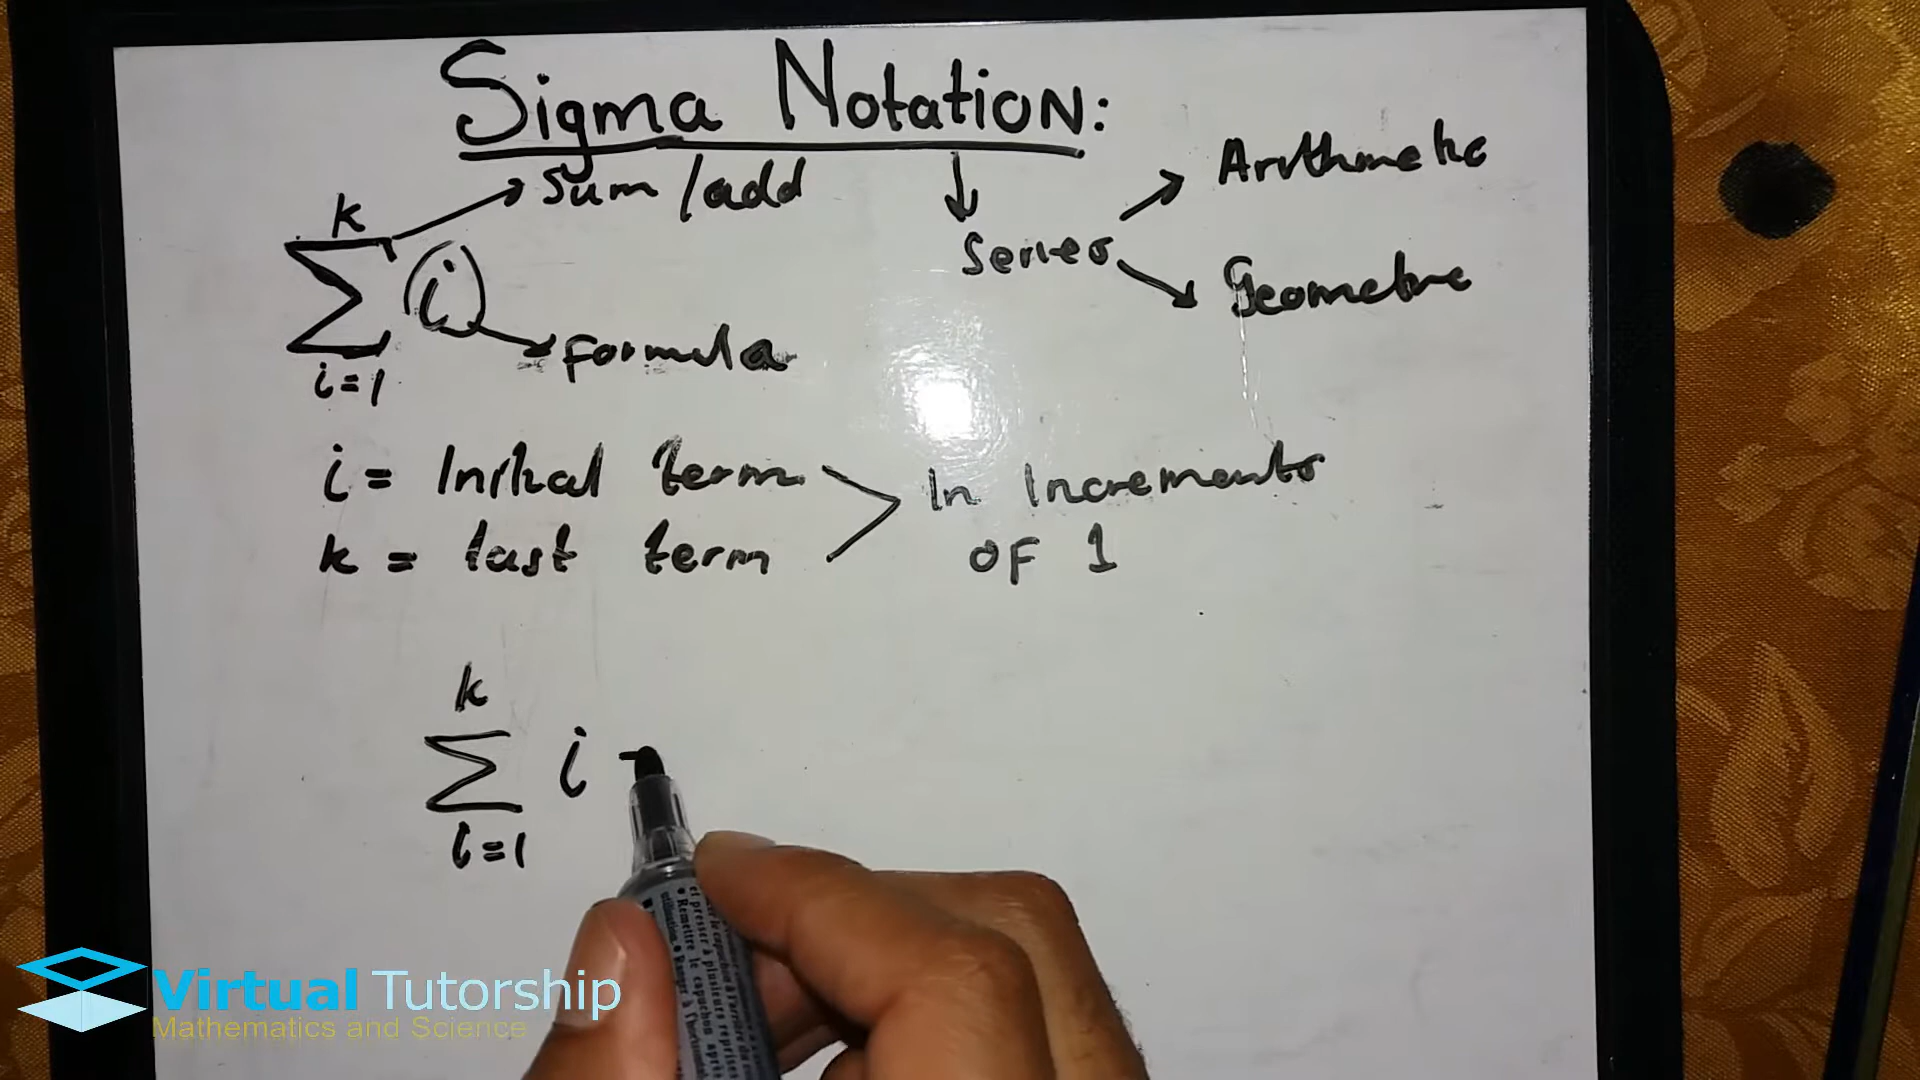 Sigma Notation:
Sum/add
Arithmetic
k
Series
∑ i
Geometric
Formula
i=1
i = Initial term
In Increments
k = last term
of 1
k
∑ i
i=1
Virtual Tutorship
Mathematics and Science